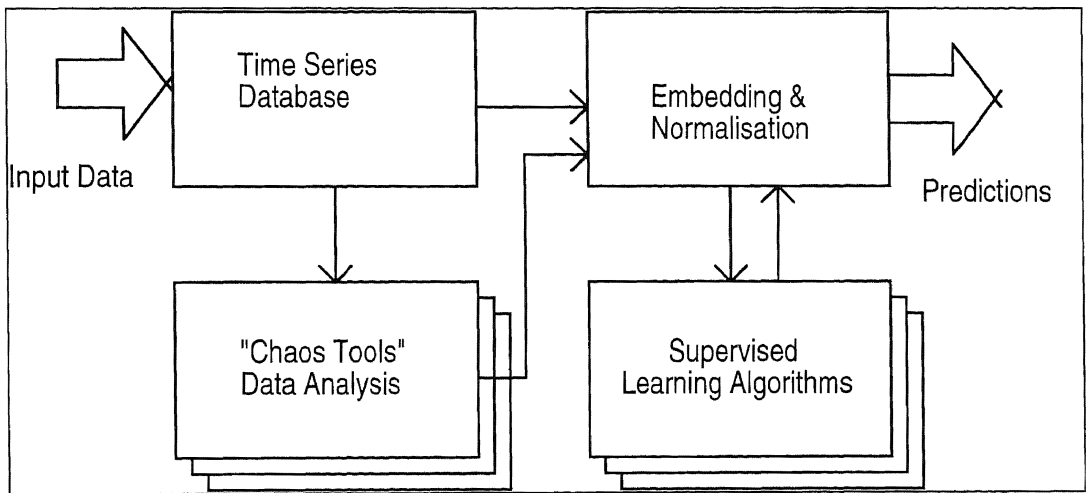 Time Series
Database
Embedding &
Normalisation
Input Data
Predictions
"Chaos Tools"
Data Analysis
Supervised
Learning Algorithms